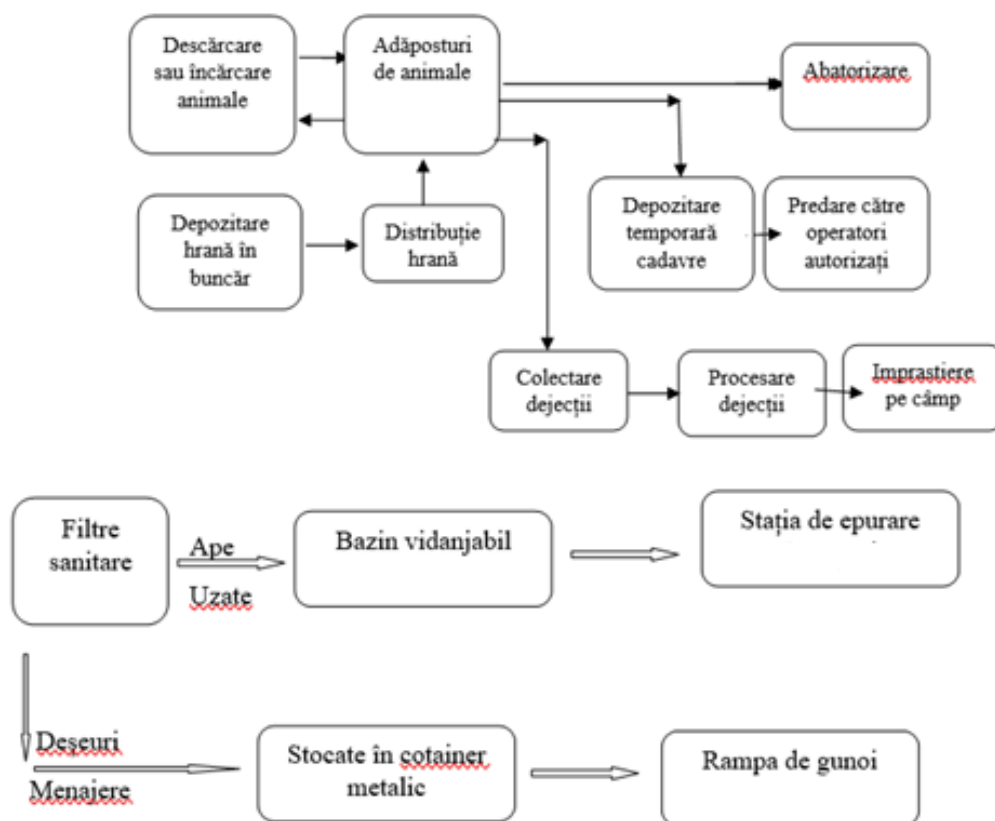 Descărcare
sau încărcare
animale
Adăposturi
de animale
Abatorizare
Depozitare
hrană în
buncăr
Distribuție
hrană
Depozitare
temporară
cadavre
Predare către
operatori
autorizați
Colectare
dejecții
Procesare
dejecții
Imprastiere
pe câmp
Filtre
sanitare
Ape
Uzate
Bazin vidanjabil
Stația de epurare
Deșeuri
Menajere
Stocate în cotainer
metalic
Rampa de gunoi